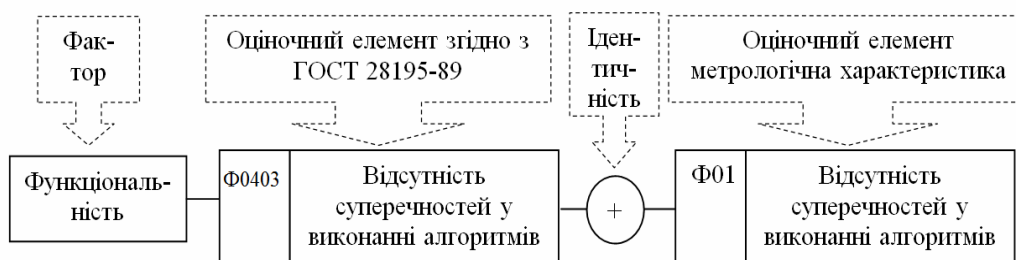 Фак-
тор
Оціночний елемент згідно з
ГОСТ 28195-89
Іден-
тич-
ність
Оціночний елемент
метрологічна характеристика
Функціональ-
ність
Ф0403
Відсутність
суперечностей у
виконанні алгоритмів
+
Ф01
Відсутність
суперечностей у
виконанні алгоритмів